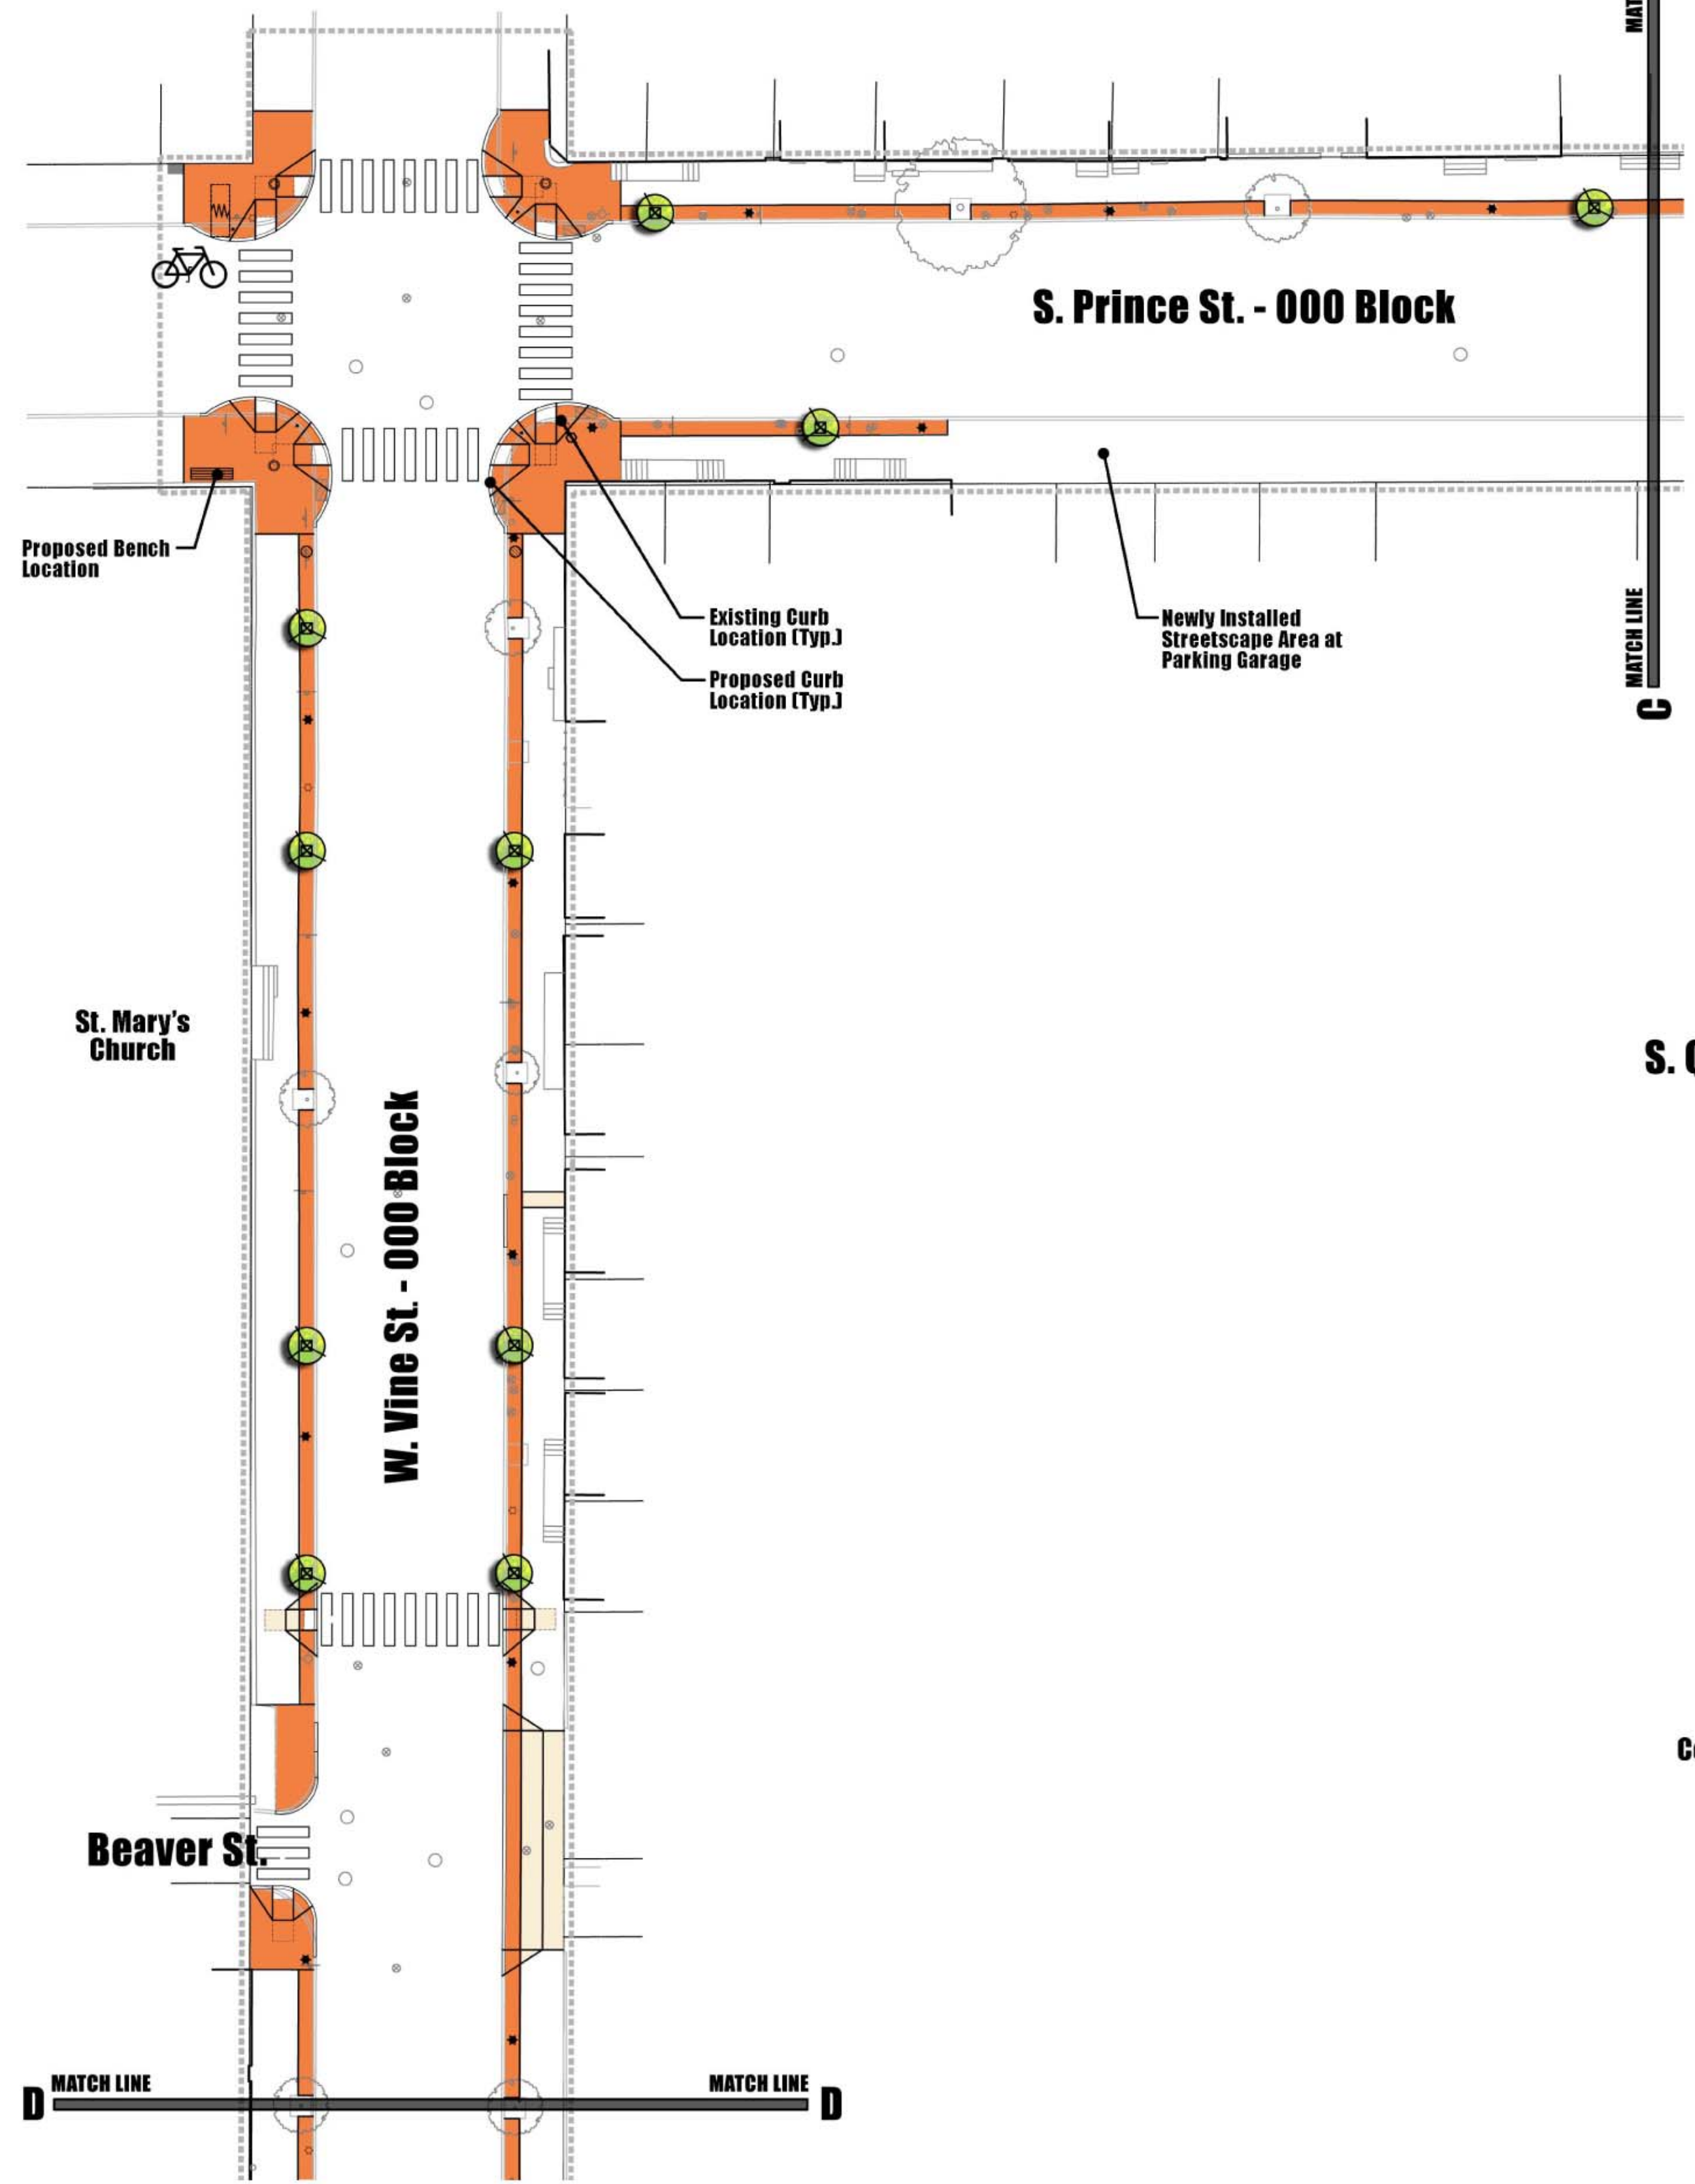 MAT
S. Prince St. - 000 Block
Proposed Bench
Location
Existing Curb
Location (Typ.)
Proposed Curb
Location (Typ.)
Newly Installed
Streetscape Area at
Parking Garage
MATCH LINE
C
St. Mary's
Church
S.
W. Vine St. - 000 Block
Beaver St.
MATCH LINE
D
MATCH LINE
D